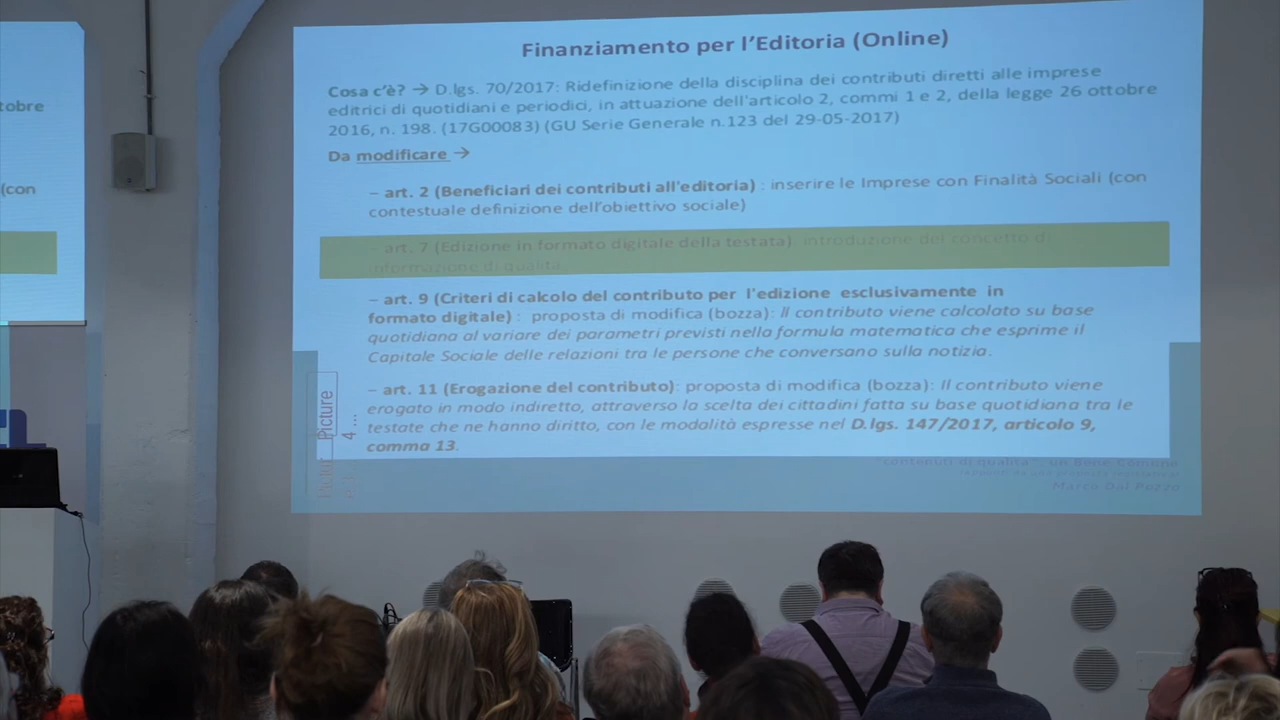 Finanziamento per l'Editoria (Online)
Cosa c'è? → D.lgs. 70/2017: Ridefinizione della disciplina dei contributi diretti alle imprese
editrici di quotidiani e periodici, in attuazione dell'articolo 2, commi 1 e 2, della legge 26 ottobre
2016, n. 198. (17G00083) (GU Serie Generale n.123 del 29-05-2017)
Da modificare →
– art. 2 (Beneficiari dei contributi all'editoria) : inserire le Imprese con Finalità Sociali (con
contestuale definizione dell'obiettivo sociale)
– art. 7 (Edizione in formato digitale della testata) introduzione del concetto di
informazione di qualità
– art. 9 (Criteri di calcolo del contributo per l'edizione esclusivamente in
formato digitale) : proposta di modifica (bozza): Il contributo viene calcolato su base
quotidiana al variare dei parametri previsti nella formula matematica che esprime il
Capitale Sociale delle relazioni tra le persone che conversano sulla notizia.
– art. 11 (Erogazione del contributo): proposta di modifica (bozza): Il contributo viene
erogato in modo indiretto, attraverso la scelta dei cittadini fatta su base quotidiana tra le
testate che ne hanno diritto, con le modalità espresse nel D.lgs. 147/2017, articolo 9,
comma 13.
Picture
4 ...
"contenuti di qualità", un Bene Comune
Marco Dal Pozzo
tobre
(con